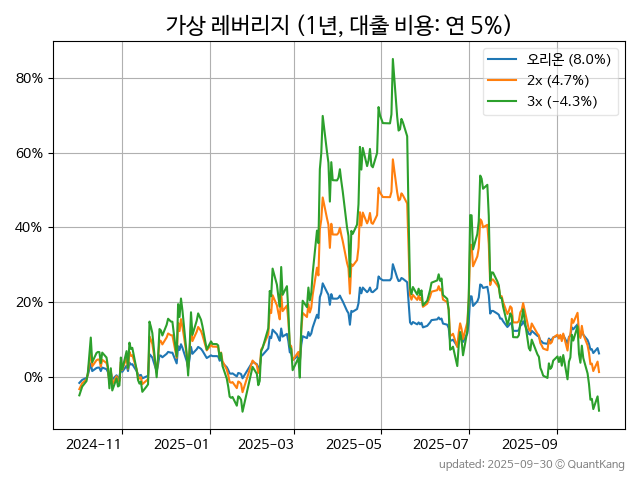 가상 레버리지 (1년, 대출 비용: 연 5%)
오리온 (8.0%)
2x (4.7%)
3x (−4.3%)
80%
60%
40%
20%
0%
2024-11 2025-01 2025-03 2025-05 2025-07 2025-09
updated: 2025-09-30 © QuantKang